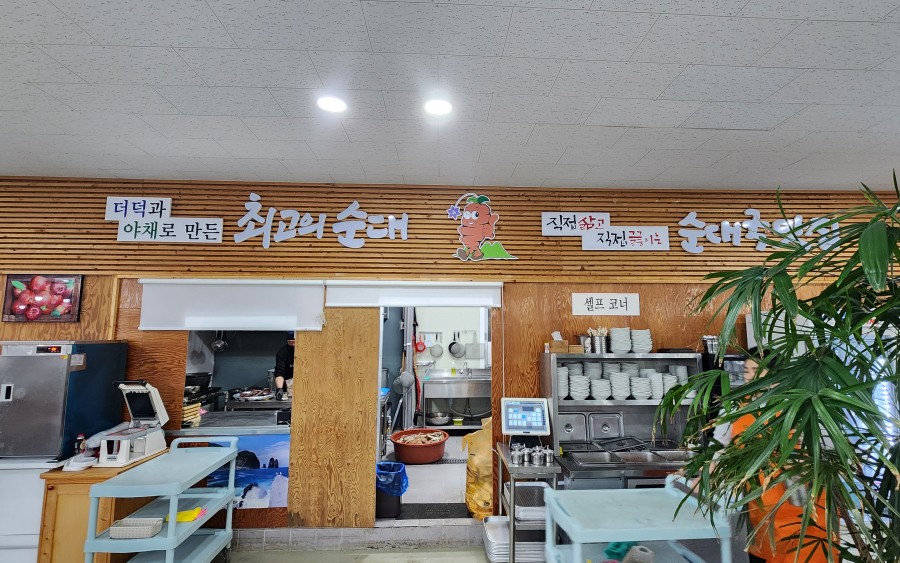 더덕과
야채로 만든
최고의 순대
직접 삶고
직접 끓이는
순대국
셀프 코너